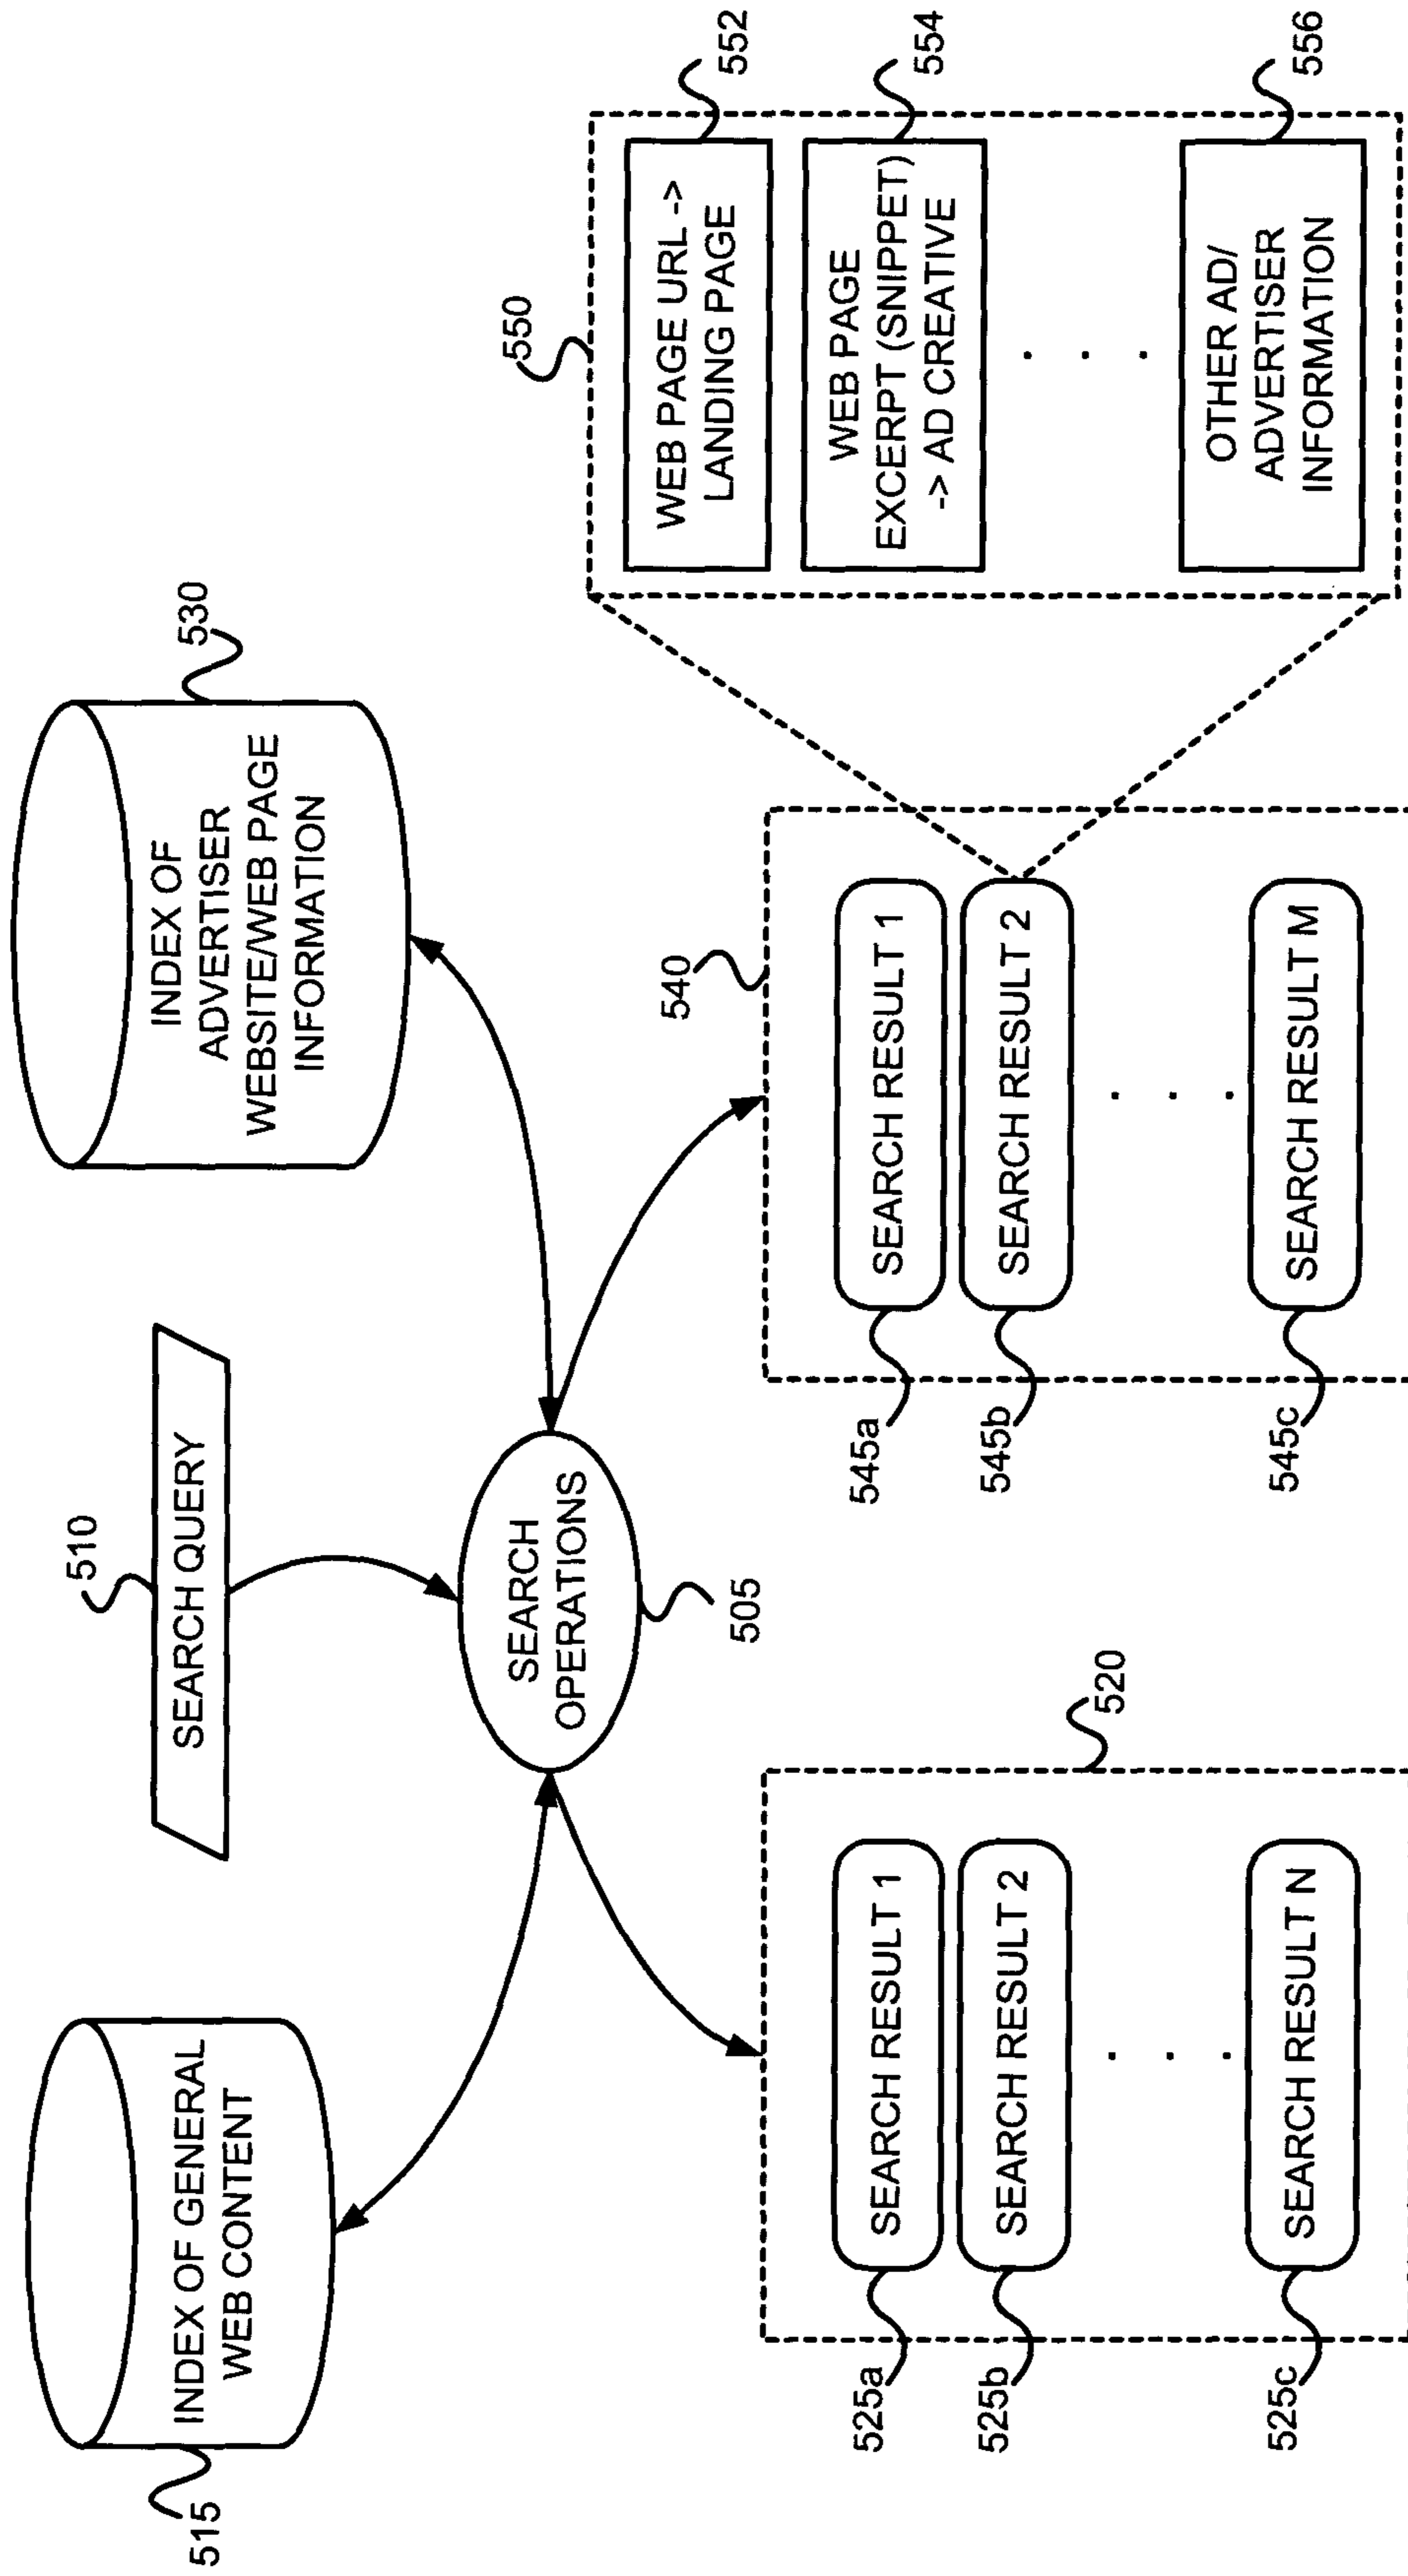 510
SEARCH QUERY
515
INDEX OF GENERAL
WEB CONTENT
530
INDEX OF
ADVERTISER
WEBSITE/WEB PAGE
INFORMATION
SEARCH
OPERATIONS
505
520
SEARCH RESULT 1
SEARCH RESULT 2
. . .
SEARCH RESULT N
525a
525b
525c
540
SEARCH RESULT 1
SEARCH RESULT 2
. . .
SEARCH RESULT M
545a
545b
545c
550
WEB PAGE URL ->
LANDING PAGE
552
WEB PAGE
EXCERPT (SNIPPET)
-> AD CREATIVE
554
. . .
OTHER AD/
ADVERTISER
INFORMATION
556